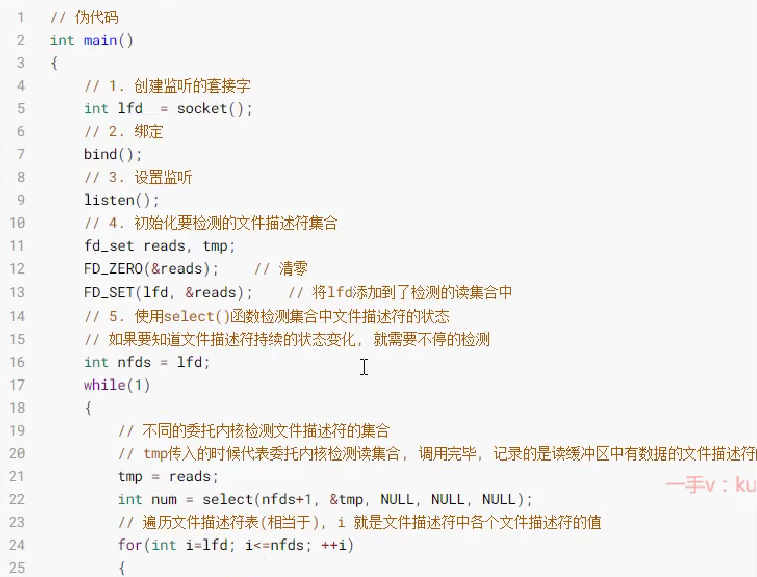 1 // 伪代码
2 int main()
3 {
4 // 1. 创建监听的套接字
5 int lfd = socket();
6 // 2. 绑定
7 bind();
8 // 3. 设置监听
9 listen();
10 // 4. 初始化要检测的文件描述符集合
11 fd_set reads, tmp;
12 FD_ZERO(&reads); // 清零
13 FD_SET(lfd, &reads); // 将lfd添加到了检测的读集合中
14 // 5. 使用select()函数检测集合中文件描述符的状态
15 // 如果要知道文件描述符持续的状态变化, 就需要不停的检测
16 int nfds = lfd;
17 while(1)
18 {
19 // 不同的委托内核检测文件描述符的集合
20 // tmp传入的时候代表委托内核检测读集合, 调用完毕, 记录的是读缓冲区中有数据的文件描述符
21 tmp = reads;
22 int num = select(nfds+1, &tmp, NULL, NULL, NULL);
一手v：ku
23 // 遍历文件描述符表(相当于), i 就是文件描述符中各个文件描述符的值
24 for(int i=lfd; i<=nfds; ++i)
25 {